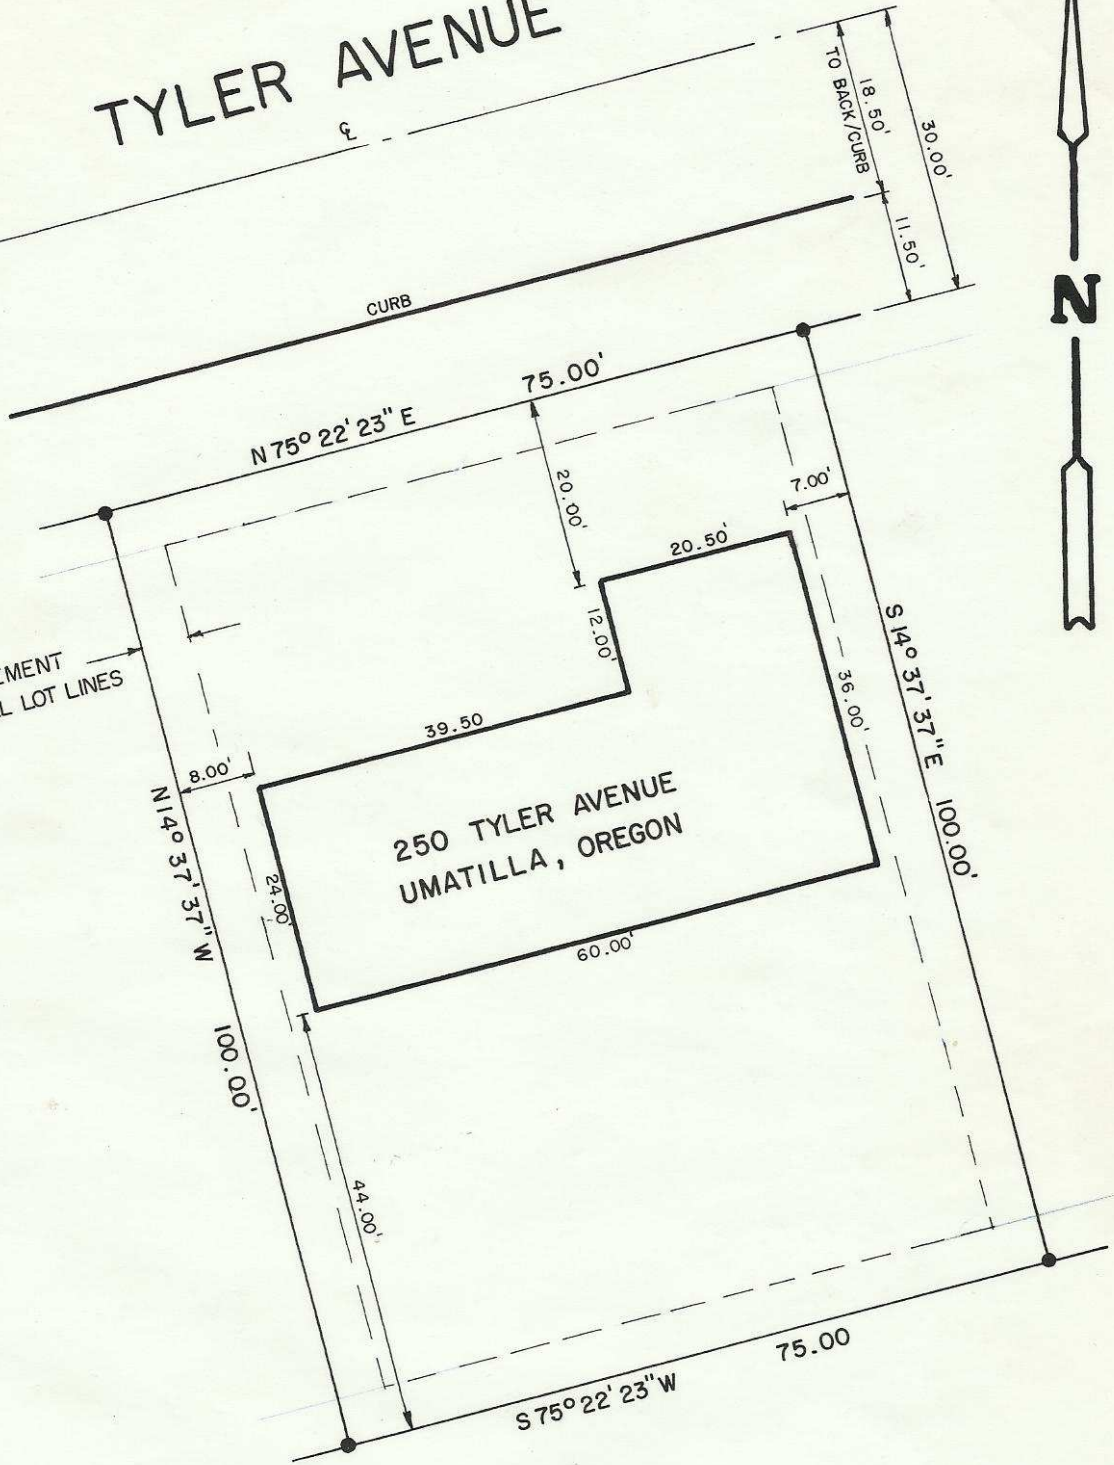 TYLER AVENUE
℄
TO BACK/CURB
18.50'
30.00'
11.50'
CURB
N
75.00'
N 75° 22' 23" E
20.00'
7.00'
20.50'
12.00'
S 14° 37' 37" E 100.00'
LOT LINES
39.50
36.00'
8.00'
N 14° 37' 37" W
100.00'
250 TYLER AVENUE
UMATILLA, OREGON
24.00'
60.00'
44.00'
75.00
S 75° 22' 23" W